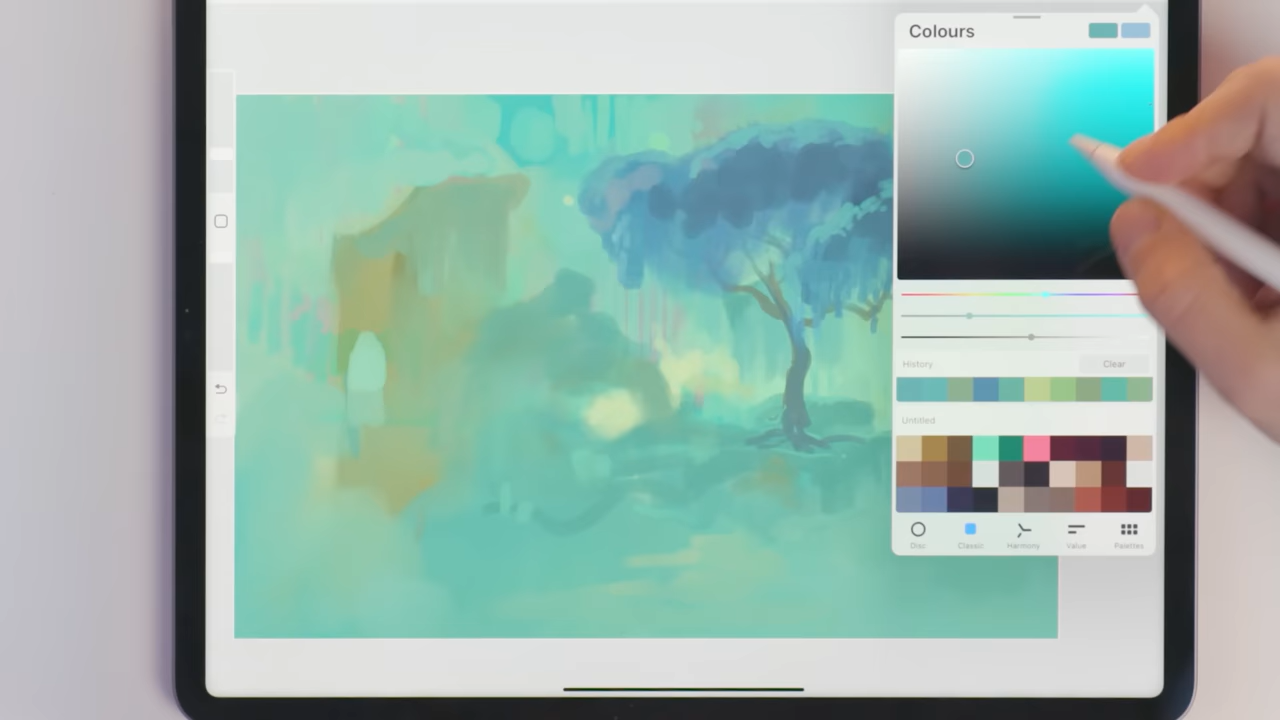 Colours
History
Clear
Untitled
Disc
Classic
Harmony
Value
Palettes